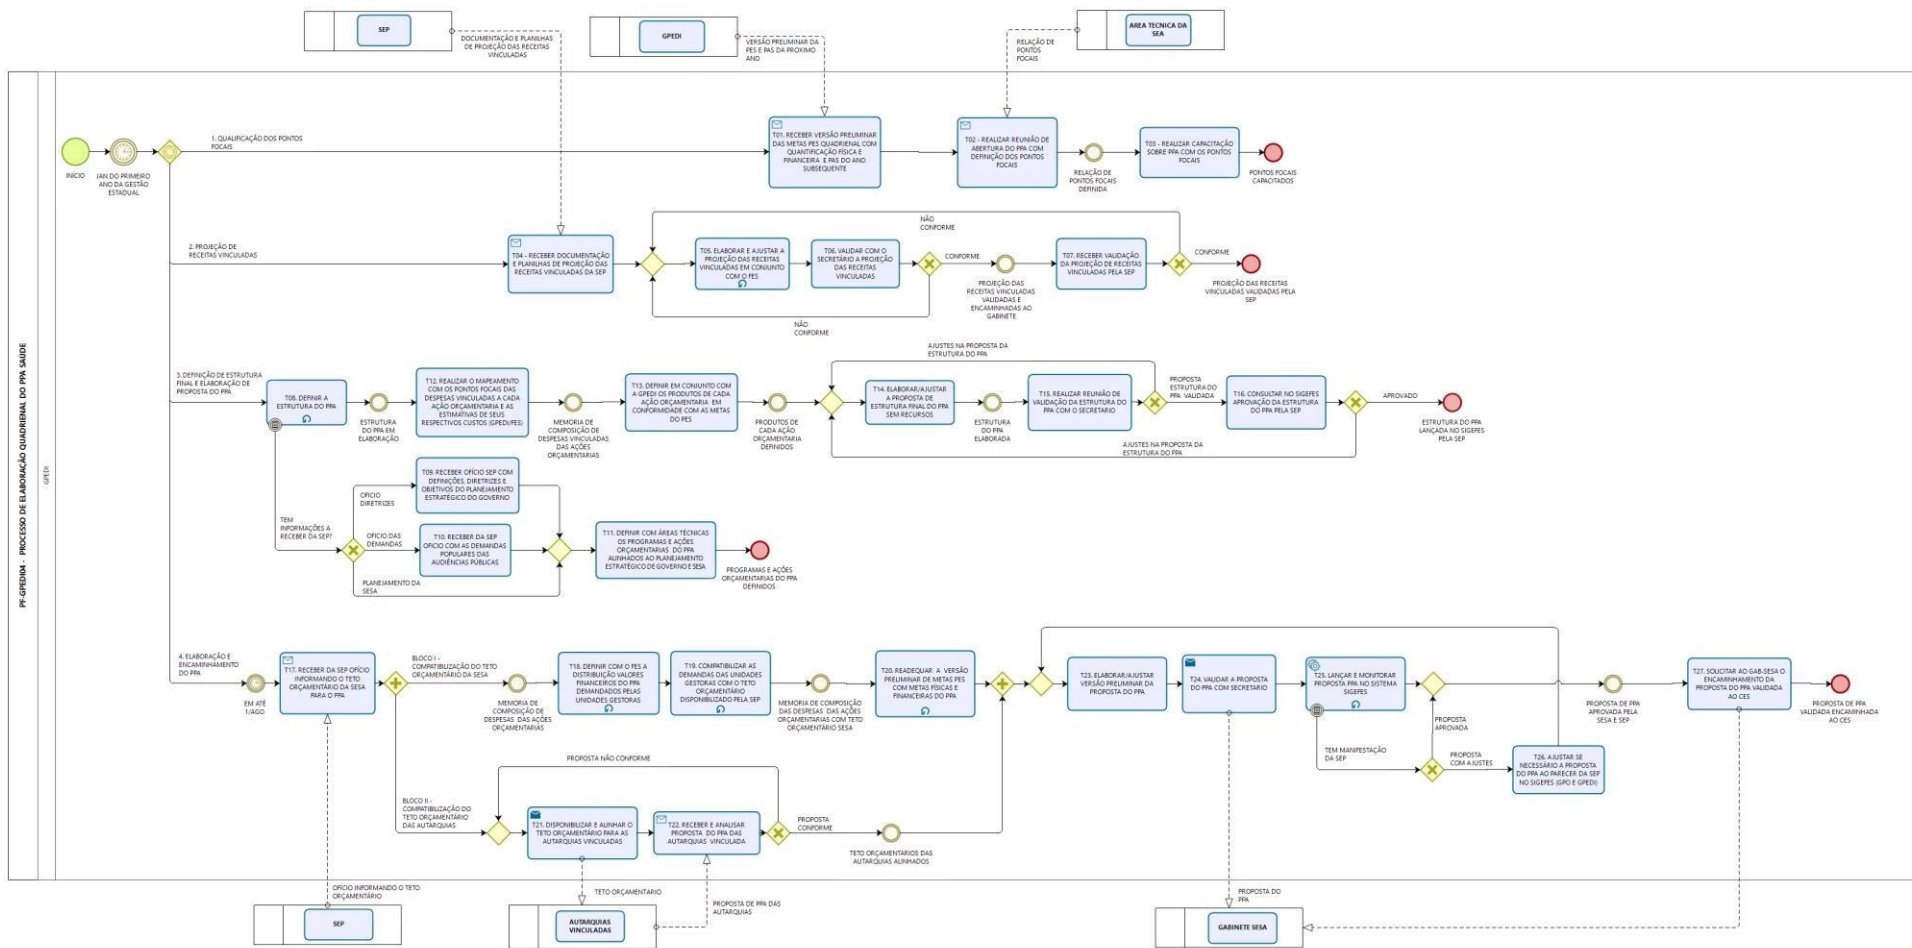 SEP
DOCUMENTAÇÃO E PLANILHAS
DE PROJEÇÃO DAS RECEITAS
VINCULADAS
GPEDI
VERSÃO PRELIMINAR DA
PES E PAS DA PROXIMO
ANO
AREA TECNICA DA
SEA
RELAÇÃO DE
PONTOS
FOCAIS
PF-GPEDI04 - PROCESSO DE ELABORAÇÃO QUADRIENAL DO PPA SAÚDE
GPEDI
INÍCIO
JAN DO PRIMEIRO
ANO DA GESTÃO
ESTADUAL
1. QUALIFICAÇÃO DOS PONTOS
FOCAIS
T01. RECEBER VERSÃO PRELIMINAR
DAS METAS PES QUADRIENAL COM
QUANTIFICAÇÃO FÍSICA E
FINANCEIRA E PAS DO ANO
SUBSEQUENTE
T02 - REALIZAR REUNIÃO DE
ABERTURA DO PPA COM
DEFINIÇÃO DOS PONTOS
FOCAIS
RELAÇÃO DE
PONTOS FOCAIS
DEFINIDA
T03 - REALIZAR CAPACITAÇÃO
SOBRE PPA COM OS PONTOS
FOCAIS
PONTOS FOCAIS
CAPACITADOS
2. PROJEÇÃO DE
RECEITAS VINCULADAS
T04 - RECEBER DOCUMENTAÇÃO
E PLANILHAS DE PROJEÇÃO DAS
RECEITAS VINCULADAS DA SEP
NÃO
CONFORME
T05. ELABORAR E AJUSTAR A
PROJEÇÃO DAS RECEITAS
VINCULADAS EM CONJUNTO
COM O FES
T06. VALIDAR COM O
SECRETÁRIO A PROJEÇÃO
DAS RECEITAS
VINCULADAS
CONFORME
NÃO
CONFORME
PROJEÇÃO DAS
RECEITAS VINCULADAS
VALIDADAS E
ENCAMINHADAS AO
GABINETE
T07. RECEBER VALIDAÇÃO
DA PROJEÇÃO DE RECEITAS
VINCULADAS PELA SEP
CONFORME
PROJEÇÃO DAS RECEITAS
VINCULADAS VALIDADAS PELA
SEP
3. DEFINIÇÃO DE ESTRUTURA
FINAL E ELABORAÇÃO DE
PROPOSTA DO PPA
T08. DEFINIR A
ESTRUTURA DO PPA
ESTRUTURA
DO PPA EM
ELABORAÇÃO
T12. REALIZAR O MAPEAMENTO
COM OS PONTOS FOCAIS DAS
DESPESAS VINCULADAS A CADA
AÇÃO ORÇAMENTARIA E AS
ESTIMATIVAS DE SEUS
RESPECTIVOS CUSTOS (GPEDI/FES)
MEMORIA DE
COMPOSIÇÃO DE
DESPESAS VINCULADAS
DAS AÇÕES
ORÇAMENTARIAS
T13. DEFINIR EM CONJUNTO COM
A GPEDI OS PRODUTOS DE CADA
AÇÃO ORÇAMENTARIA EM
CONFORMIDADE COM AS METAS
DO PES
PRODUTOS DE
CADA AÇÃO
ORÇAMENTARIA
DEFINIDOS
AJUSTES NA PROPOSTA DA
ESTRUTURA DO PPA
T14. ELABORAR/AJUSTAR
A PROPOSTA DE
ESTRUTURA FINAL DO PPA
SEM RECURSOS
ESTRUTURA
DO PPA
ELABORADA
T15. REALIZAR REUNIÃO DE
VALIDAÇÃO DA ESTRUTURA DO
PPA COM O SECRETARIO
PROPOSTA
ESTRUTURA DO
PPA VALIDADA
AJUSTES NA PROPOSTA DA
ESTRUTURA DO PPA
T16. CONSULTAR NO SIGEFES
APROVAÇÃO DA ESTRUTURA
DO PPA PELA SEP
APROVADO
ESTRUTURA DO PPA
LANÇADA NO SIGEFES
PELA SEP
TEM
INFORMAÇÕES A
RECEBER DA SEP?
OFICIO
DIRETRIZES
T09. RECEBER OFÍCIO SEP COM
DEFINIÇÕES, DIRETRIZES E
OBJETIVOS DO PLANEJAMENTO
ESTRATÉGICO DO GOVERNO
OFICIO DAS
DEMANDAS
T10. RECEBER DA SEP
OFICIO COM AS DEMANDAS
POPULARES DAS
AUDIÊNCIAS PÚBLICAS
PLANEJAMENTO DA
SESA
T11. DEFINIR COM ÁREAS TÉCNICAS
OS PROGRAMAS E AÇÕES
ORÇAMENTARIAS DO PPA
ALINHADOS AO PLANEJAMENTO
ESTRATÉGICO DE GOVERNO E SESA
PROGRAMAS E AÇÕES
ORÇAMENTARIAS DO PPA
DEFINIDOS
4. ELABORAÇÃO E
ENCAMINHAMENTO
DO PPA
EM ATÉ
1/AGO
T17. RECEBER DA SEP OFÍCIO
INFORMANDO O TETO
ORÇAMENTÁRIO DA SESA
PARA O PPA
BLOCO I -
COMPATIBILIZAÇÃO DO TETO
ORÇAMENTÁRIO DA SESA
MEMORIA DE
COMPOSIÇÃO DE
DESPESAS DAS AÇÕES
ORÇAMENTARIAS
T18. DEFINIR COM O FES A
DISTRIBUIÇÃO VALORES
FINANCEIROS DO PPA
DEMANDADOS PELAS
UNIDADES GESTORAS
T19. COMPATIBILIZAR AS
DEMANDAS DAS UNIDADES
GESTORAS COM O TETO
ORÇAMENTÁRIO
DISPONIBILIZADO PELA SEP
MEMORIA DE COMPOSIÇÃO
DAS DESPESAS DAS AÇÕES
ORÇAMENTARIAS COM TETO
ORÇAMENTÁRIO SESA
T20. READEQUAR A VERSÃO
PRELIMINAR DE METAS PES
COM METAS FÍSICAS E
FINANCEIRAS DO PPA
T23. ELABORAR/AJUSTAR
VERSÃO PRELIMINAR DA
PROPOSTA DO PPA
T24. VALIDAR A PROPOSTA
DO PPA COM SECRETARIO
T25. LANÇAR E MONITORAR
PROPOSTA PPA NO SISTEMA
SIGEFES
PROPOSTA
APROVADA
PROPOSTA DE PPA
APROVADA PELA
SESA E SEP
T27. SOLICITAR AO GAB-SESA O
ENCAMINHAMENTO DA
PROPOSTA DO PPA VALIDADA
AO CES
PROPOSTA DE PPA
VALIDADA ENCAMINHADA
AO CES
TEM MANIFESTAÇÃO
DA SEP
PROPOSTA
COM AJUSTES
T26. AJUSTAR SE
NECESSÁRIO A PROPOSTA
DO PPA AO PARECER DA SEP
NO SIGEFES (GPO E GPEDI)
PROPOSTA NÃO CONFORME
BLOCO II -
COMPATIBILIZAÇÃO DO
TETO ORÇAMENTÁRIO
DAS AUTARQUIAS
T21. DISPONIBILIZAR E ALINHAR O
TETO ORÇAMENTÁRIO PARA AS
AUTARQUIAS VINCULADAS
T22. RECEBER E ANALISAR
PROPOSTA DO PPA DAS
AUTARQUIAS VINCULADA
PROPOSTA
CONFORME
TETO ORÇAMENTÁRIOS DAS
AUTARQUIAS ALINHADOS
OFÍCIO INFORMANDO O TETO
ORÇAMENTÁRIO
SEP
TETO ORÇAMENTARIO
AUTARQUIAS
VINCULADAS
PROPOSTA DE PPA DAS
AUTARQUIAS
PROPOSTA DO
PPA
GABINETE SESA